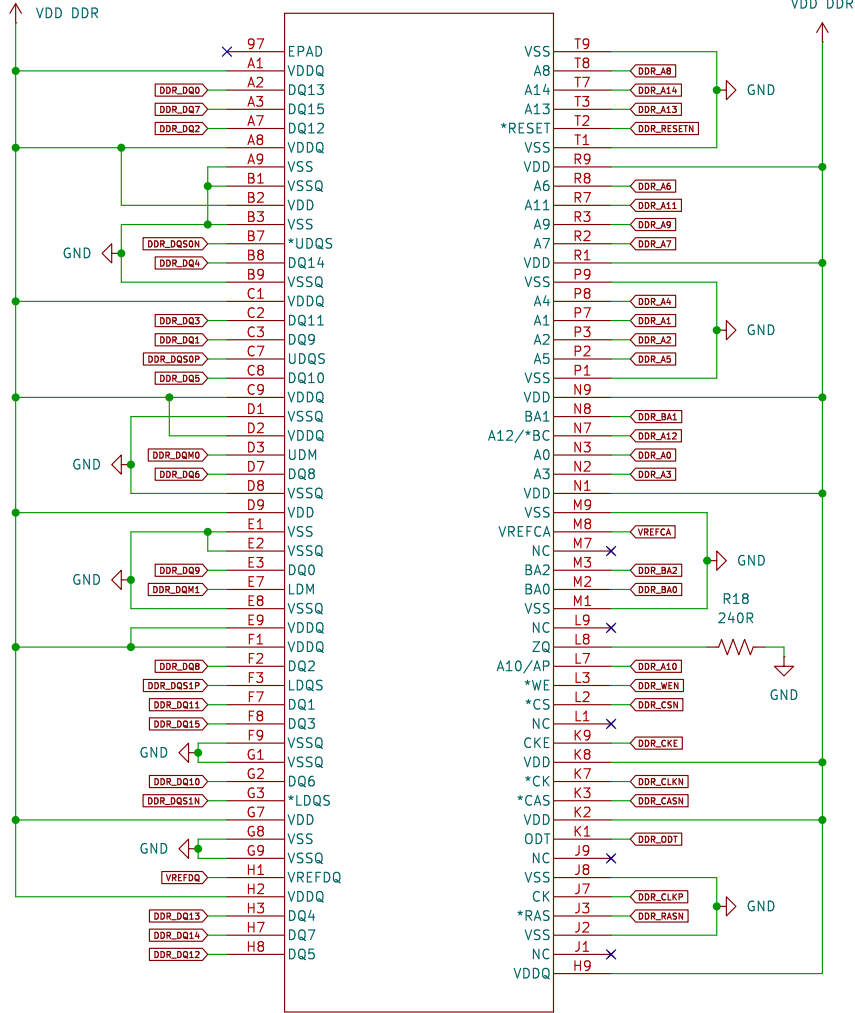 VDD DDR
VDD DDR
97 EPAD
A1 VDDQ
DDR_DQ0 A2 DQ13
DDR_DQ7 A3 DQ15
DDR_DQ2 A7 DQ12
A8 VDDQ
A9 VSS
B1 VSSQ
B2 VDD
B3 VSS
DDR_DQS0N B7 *UDQS
GND
DDR_DQ4 B8 DQ14
B9 VSSQ
C1 VDDQ
DDR_DQ3 C2 DQ11
DDR_DQ1 C3 DQ9
DDR_DQS0P C7 UDQS
DDR_DQ5 C8 DQ10
C9 VDDQ
D1 VSSQ
D2 VDDQ
DDR_DQM0 D3 UDM
GND
DDR_DQ6 D7 DQ8
D8 VSSQ
D9 VDD
E1 VSS
E2 VSSQ
DDR_DQ9 E3 DQ0
GND
DDR_DQM1 E7 LDM
E8 VSSQ
E9 VDDQ
F1 VDDQ
DDR_DQ8 F2 DQ2
DDR_DQS1P F3 LDQS
DDR_DQ11 F7 DQ1
DDR_DQ15 F8 DQ3
F9 VSSQ
GND
G1 VSSQ
DDR_DQ10 G2 DQ6
DDR_DQS1N G3 *LDQS
G7 VDD
G8 VSS
GND
G9 VSSQ
VREFDQ H1 VREFDQ
H2 VDDQ
DDR_DQ13 H3 DQ4
DDR_DQ14 H7 DQ7
DDR_DQ12 H8 DQ5
VSS T9
A8 T8 DDR_A8
A14 T7 DDR_A14 GND
A13 T3 DDR_A13
*RESET T2 DDR_RESETN
VSS T1
VDD R9
A6 R8 DDR_A6
A11 R7 DDR_A11
A9 R3 DDR_A9
A7 R2 DDR_A7
VDD R1
VSS P9
A4 P8 DDR_A4
A1 P7 DDR_A1
GND
A2 P3 DDR_A2
A5 P2 DDR_A5
VSS P1
VDD N9
BA1 N8 DDR_BA1
A12/*BC N7 DDR_A12
A0 N3 DDR_A0
A3 N2 DDR_A3
VDD N1
VSS M9
VREFCA M8 VREFCA
NC M7
GND
BA2 M3 DDR_BA2
BA0 M2 DDR_BA0
VSS M1
R18
240R
NC L9
ZQ L8
A10/AP L7 DDR_A10
*WE L3 DDR_WEN
GND
*CS L2 DDR_CSN
NC L1
CKE K9 DDR_CKE
VDD K8
*CK K7 DDR_CLKN
*CAS K3 DDR_CASN
VDD K2
ODT K1 DDR_ODT
NC J9
VSS J8
CK J7 DDR_CLKP
GND
*RAS J3 DDR_RASN
VSS J2
NC J1
VDDQ H9